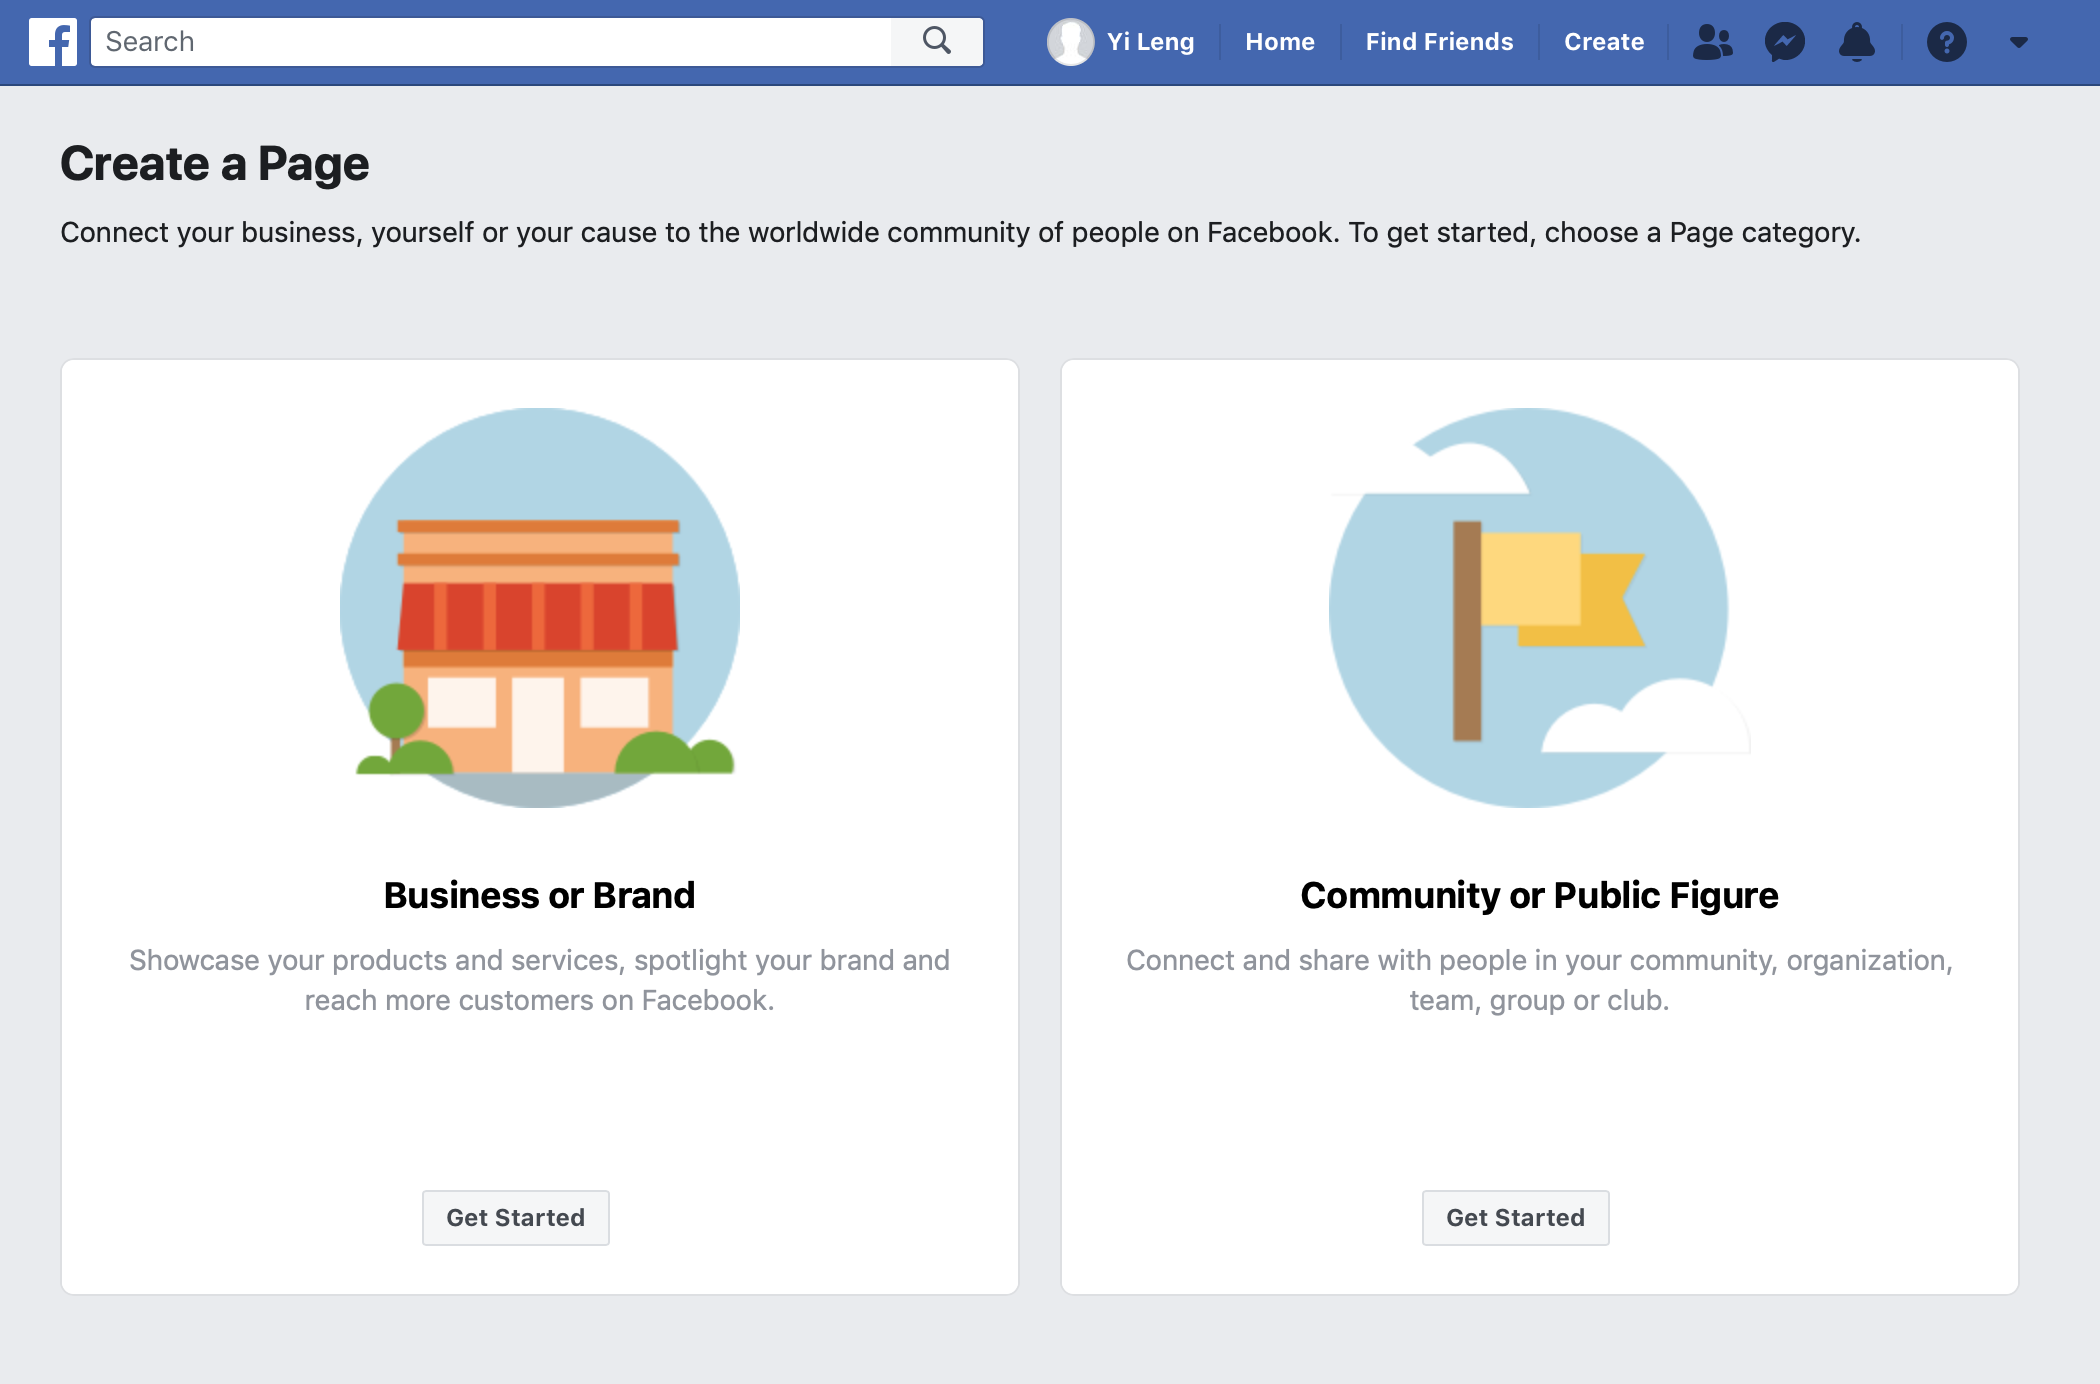 Search
Yi Leng
Home
Find Friends
Create
Create a Page
Connect your business, yourself or your cause to the worldwide community of people on Facebook. To get started, choose a Page category.
Business or Brand
Showcase your products and services, spotlight your brand and
reach more customers on Facebook.
Get Started
Community or Public Figure
Connect and share with people in your community, organization,
team, group or club.
Get Started